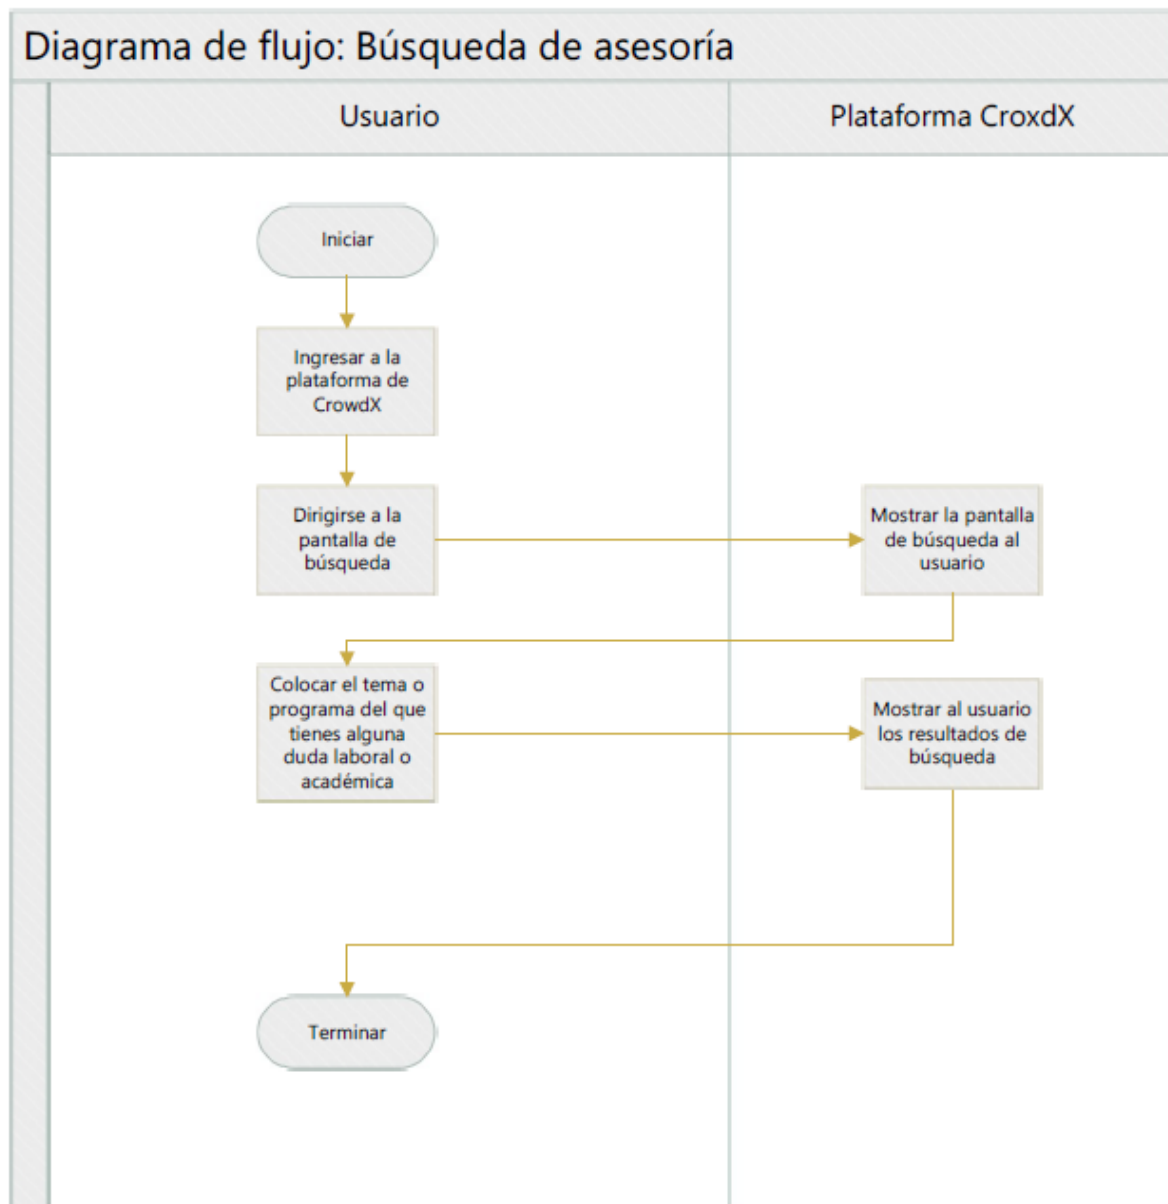 Diagrama de flujo: Búsqueda de asesoría
Usuario
Plataforma CroxdX
Iniciar
Ingresar a la
plataforma de
CrowdX
Dirigirse a la
pantalla de
búsqueda
Mostrar la pantalla
de búsqueda al
usuario
Colocar el tema o
programa del que
tienes alguna
duda laboral o
académica
Mostrar al usuario
los resultados de
búsqueda
Terminar